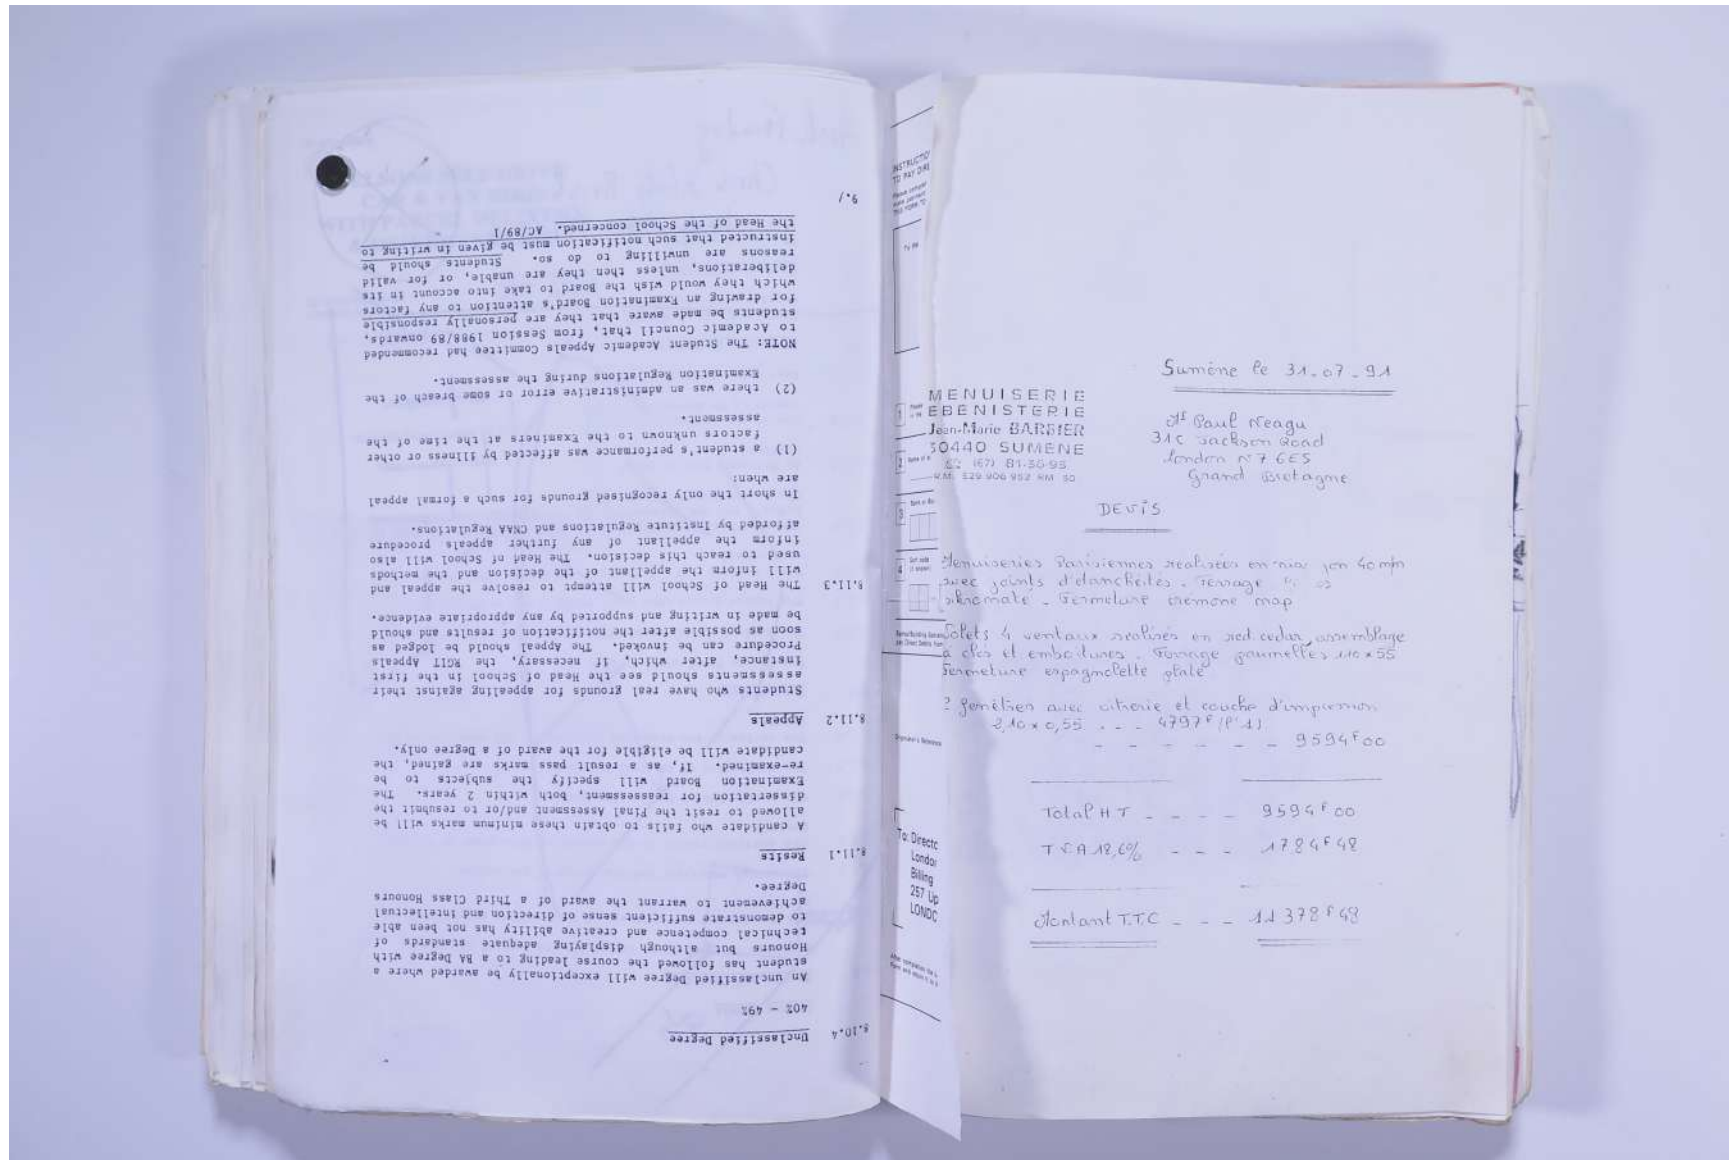 8.10.4 Unclassified Degree
40% - 49%
An unclassified Degree will exceptionally be awarded where a
student has followed the course leading to a BA Degree with
Honours but although displaying adequate standards of
technical competence and creative ability has not been able
to demonstrate sufficient sense of direction and intellectual
achievement to warrant the award of a Third Class Honours
Degree.
8.11.1 Resits
A candidate who fails to obtain these minimum marks will be
allowed to resit the Final Assessment and/or to resubmit the
dissertation for reassessment, both within 2 years. The
Examination Board will specify the subjects to be
re-examined. If, as a result pass marks are gained, the
candidate will be eligible for the award of a Degree only.
8.11.2 Appeals
Students who have real grounds for appealing against their
assessments should see the Head of School in the first
instance, after which, if necessary, the RGIT Appeals
Procedure can be invoked. The Appeal should be lodged as
soon as possible after the notification of results and should
be made in writing and supported by any appropriate evidence.
8.11.3 The Head of School will attempt to resolve the appeal and
will inform the appellant of the decision and the methods
used to reach this decision. The Head of School will also
inform the appellant of any further appeals procedure
afforded by Institute Regulations and CNAA Regulations.
In short the only recognised grounds for such a formal appeal
are when:
(1) a student's performance was affected by illness or other
factors unknown to the Examiners at the time of the
assessment.
(2) there was an administrative error or some breach of the
Examination Regulations during the assessment.
NOTE: The Student Academic Appeals Committee had recommended
to Academic Council that, from Session 1988/89 onwards,
students be made aware that they are personally responsible
for drawing an Examination Board's attention to any factors
which they would wish the Board to take into account in its
deliberations, unless then they are unable, or for valid
reasons are unwilling to do so. Students should be
instructed that such notification must be given in writing to
the Head of the School concerned. AC/89/1
9./
INSTRUCTIO
TO PAY DIRE
1
2
3
4
To: Directo
London
Billing
257 Up
LONDO
Sumène le 31-07-91
MENUISERIE
EBENISTERIE
Jean-Marie BARBIER
30440 SUMENE
(67) 81-36-95
Mr Paul Neagu
31c Jackson Road
London N7 6ES
Grand Bretagne
DEVIS
Menuiseries Parisiennes réalisées en 40 m/m
avec joints d'étancheités - Ferrage
bichromaté - Fermeture crémone map
Volets 4 ventaux réalisés en red cedar, assemblage
à clés et emboitures. Ferrage paumelles 110 x 55
Fermeture espagnolette plate
2 fenêtres avec vitrerie et couche d'impression
2,10 x 0,55 - - - 4797F
- - - - - - 9594F00
Total HT - - - - 9594F00
TVA 18,6% - - - 1784F48
Montant T.T.C - - - 11378F48